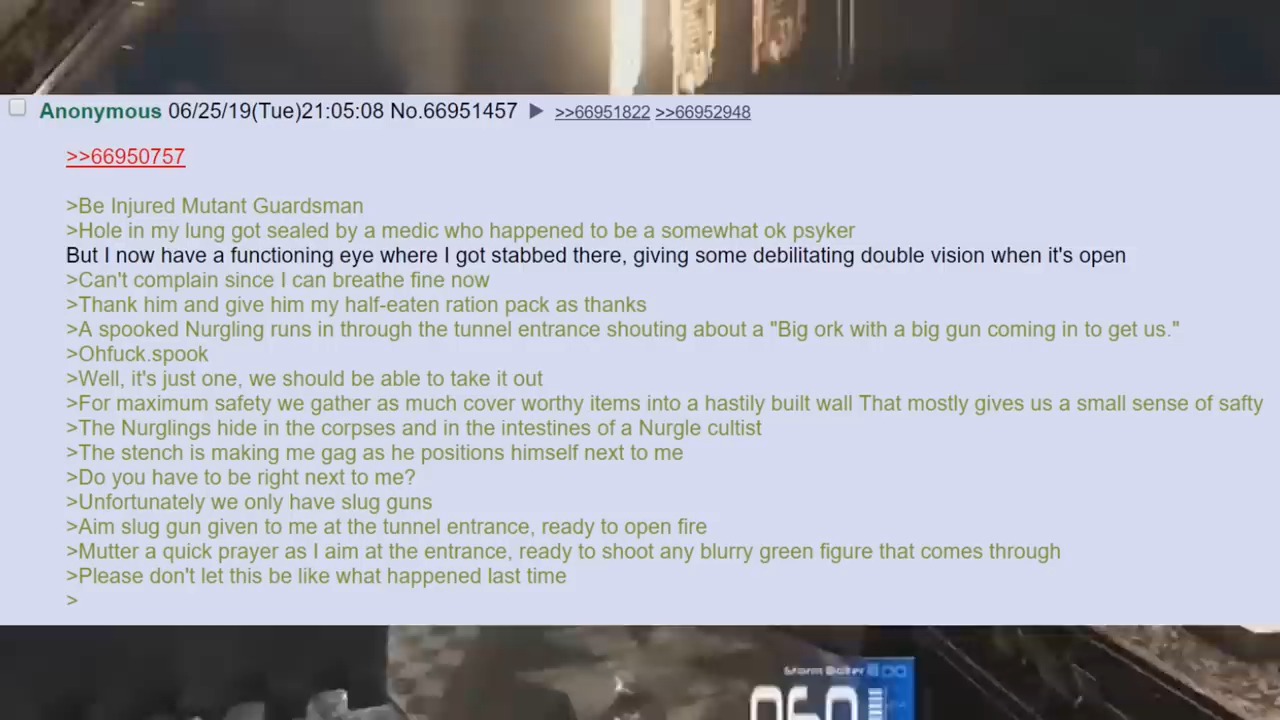 Anonymous 06/25/19(Tue)21:05:08 No.66951457 ▶ >>66951822 >>66952948
>>66950757
>Be Injured Mutant Guardsman
>Hole in my lung got sealed by a medic who happened to be a somewhat ok psyker
But I now have a functioning eye where I got stabbed there, giving some debilitating double vision when it's open
>Can't complain since I can breathe fine now
>Thank him and give him my half-eaten ration pack as thanks
>A spooked Nurgling runs in through the tunnel entrance shouting about a "Big ork with a big gun coming in to get us."
>Ohfuck.spook
>Well, it's just one, we should be able to take it out
>For maximum safety we gather as much cover worthy items into a hastily built wall That mostly gives us a small sense of safty
>The Nurglings hide in the corpses and in the intestines of a Nurgle cultist
>The stench is making me gag as he positions himself next to me
>Do you have to be right next to me?
>Unfortunately we only have slug guns
>Aim slug gun given to me at the tunnel entrance, ready to open fire
>Mutter a quick prayer as I aim at the entrance, ready to shoot any blurry green figure that comes through
>Please don't let this be like what happened last time
>
Storm Bolter
060